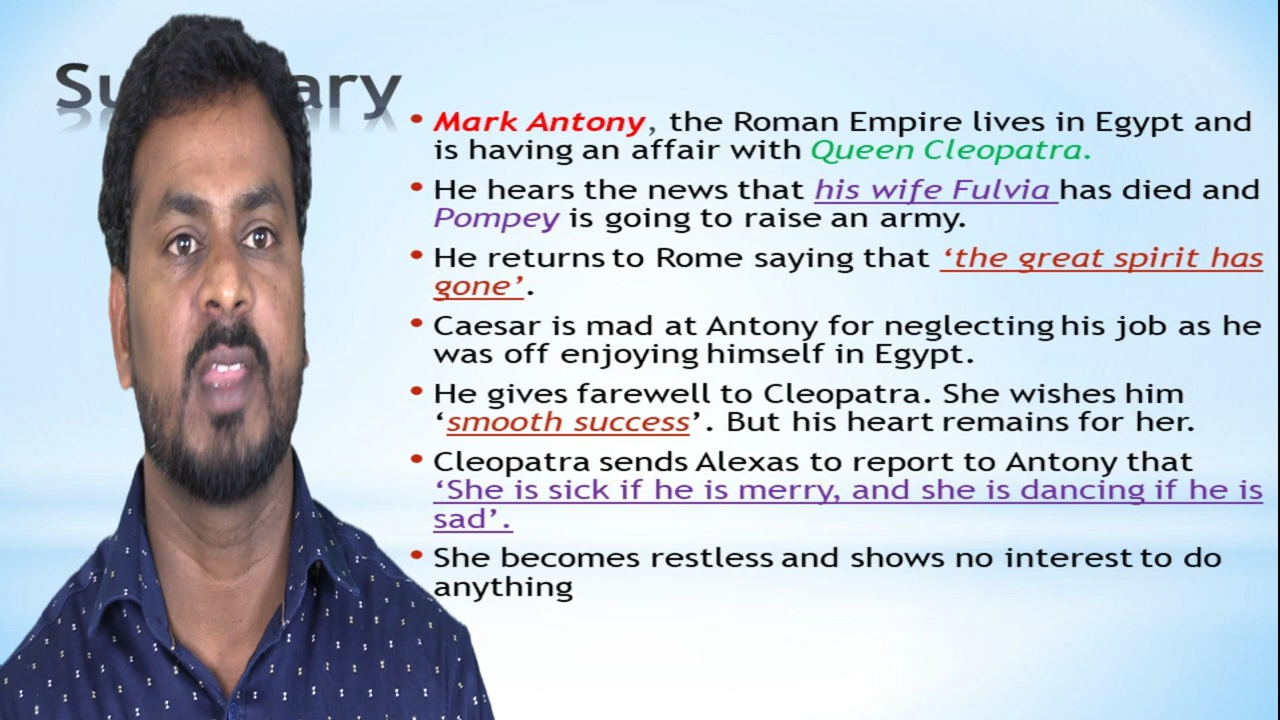 Su ary
• Mark Antony, the Roman Empire lives in Egypt and
is having an affair with Queen Cleopatra.
• He hears the news that his wife Fulvia has died and
Pompey is going to raise an army.
• He returns to Rome saying that ‘the great spirit has
gone’.
• Caesar is mad at Antony for neglecting his job as he
was off enjoying himself in Egypt.
• He gives farewell to Cleopatra. She wishes him
‘smooth success’. But his heart remains for her.
• Cleopatra sends Alexas to report to Antony that
‘She is sick if he is merry, and she is dancing if he is
sad’.
• She becomes restless and shows no interest to do
anything